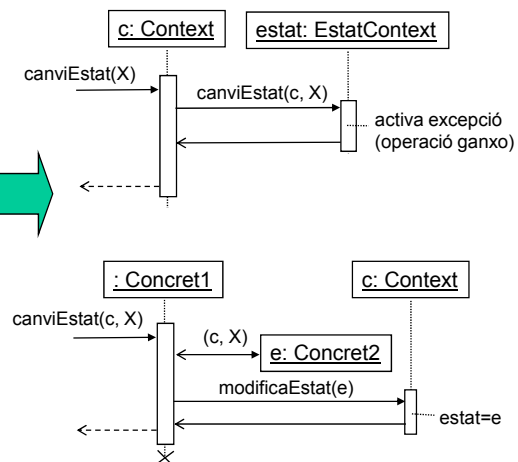 c: Context
estat: EstatContext
canviEstat(X)
canviEstat(c, X)
activa excepció
(operació ganxo)
: Concret1
c: Context
canviEstat(c, X)
(c, X)
e: Concret2
modificaEstat(e)
estat=e